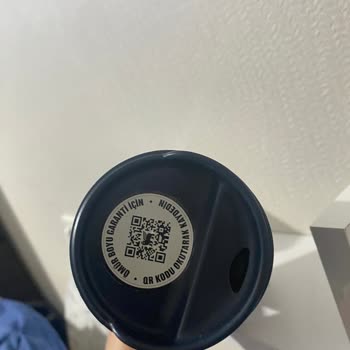 ÖMÜR BOYU GARANTİ İÇİN •
QR KODU OKUTARAK KAYDEDİN •